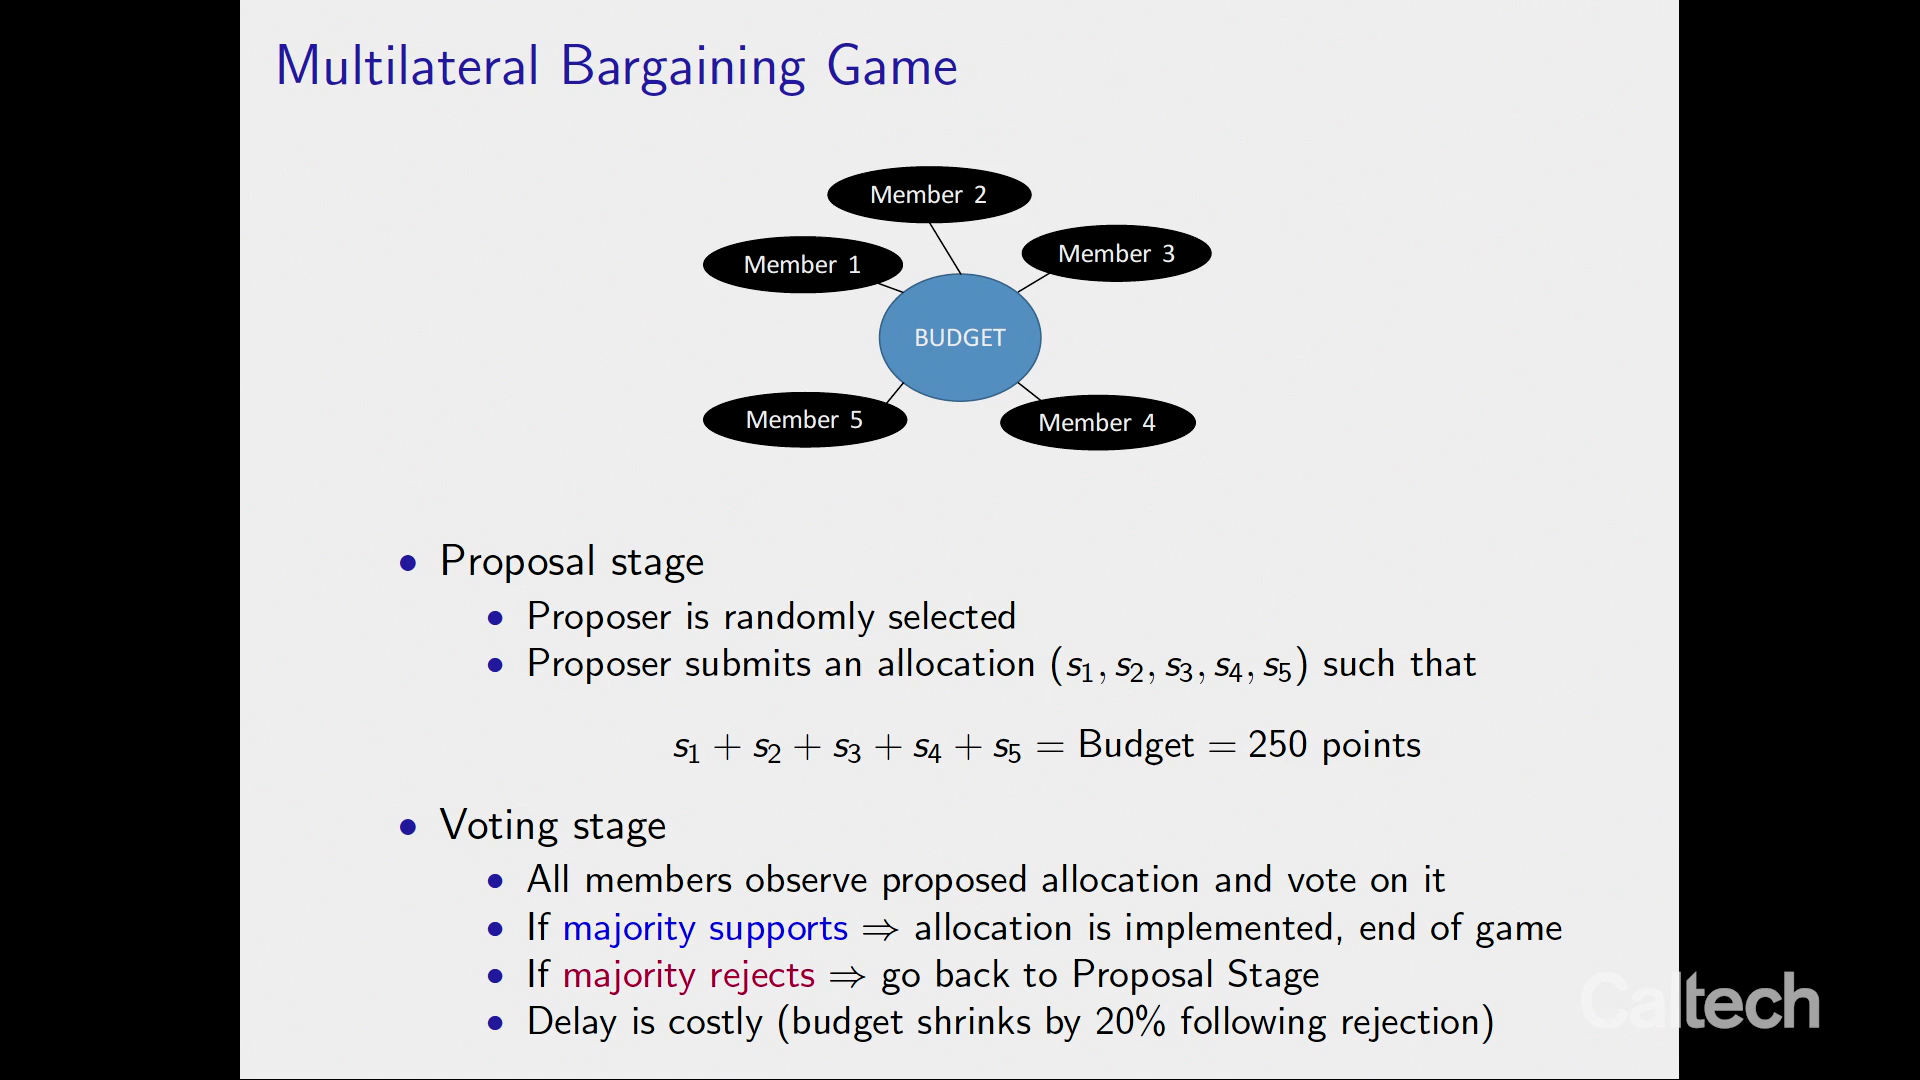 Multilateral Bargaining Game
Member 2
Member 3
Member 1
BUDGET
Member 5
Member 4
• Proposal stage
• Proposer is randomly selected
• Proposer submits an allocation (s₁, s₂, s₃, s₄, s₅) such that
s₁ + s₂ + s₃ + s₄ + s₅ = Budget = 250 points
• Voting stage
• All members observe proposed allocation and vote on it
• If majority supports ⇒ allocation is implemented, end of game
• If majority rejects ⇒ go back to Proposal Stage
• Delay is costly (budget shrinks by 20% following rejection)
Caltech